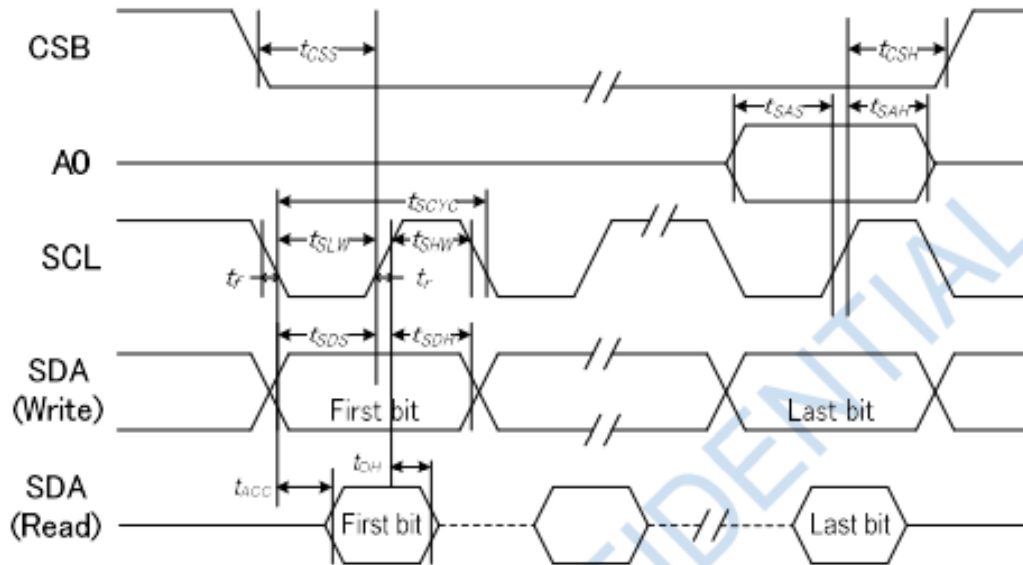 CSB
tCSS
tCSH
tSAS
tSAH
A0
tSCYC
SCL
tSLW
tSHW
tF
tr
tSDS
tSDH
SDA
(Write)
First bit
Last bit
tOH
tACC
SDA
(Read)
First bit
Last bit
FIDENTIAL